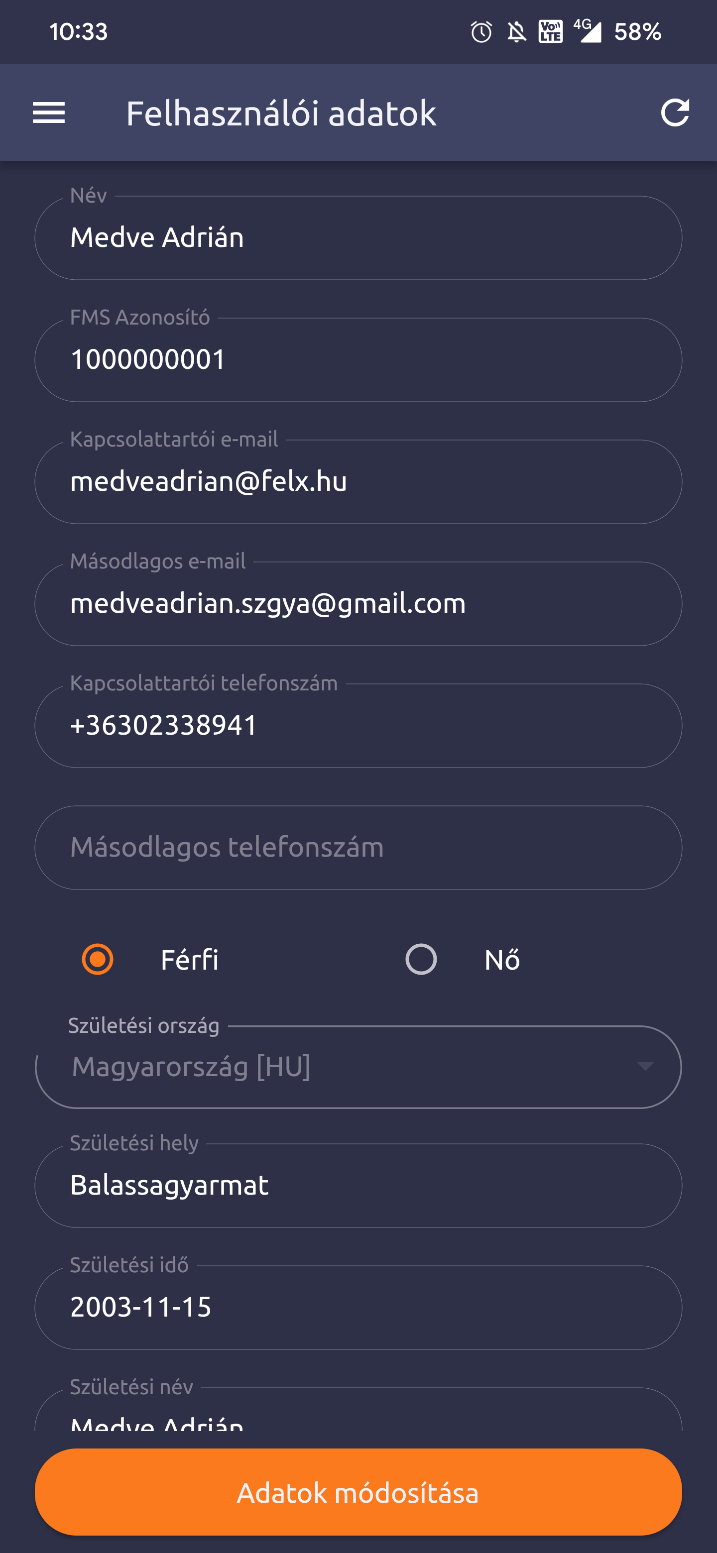 10:33
4G 58%
Felhasználói adatok
Név
Medve Adrián
FMS Azonosító
1000000001
Kapcsolattartói e-mail
medveadrian@felx.hu
Másodlagos e-mail
medveadrian.szgya@gmail.com
Kapcsolattartói telefonszám
+36302338941
Másodlagos telefonszám
Férfi
Nő
Születési ország
Magyarország [HU]
Születési hely
Balassagyarmat
Születési idő
2003-11-15
Születési név
Medve Adrián
Adatok módosítása